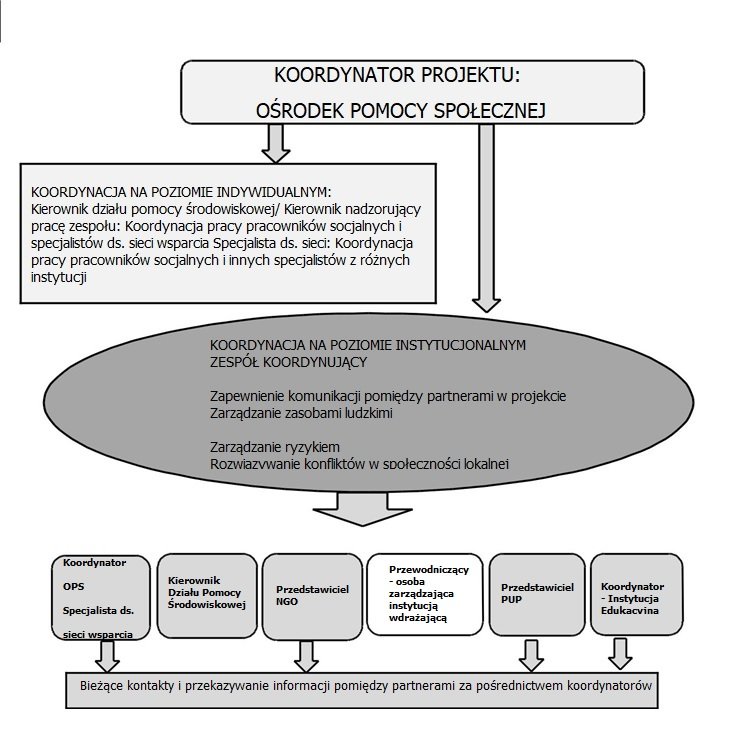 KOORDYNATOR PROJEKTU:
OŚRODEK POMOCY SPOŁECZNEJ
KOORDYNACJA NA POZIOMIE INDYWIDUALNYM:
Kierownik działu pomocy środowiskowej/ Kierownik nadzorujący
pracę zespołu: Koordynacja pracy pracowników socjalnych i
specjalistów ds. sieci wsparcia Specjalista ds. sieci: Koordynacja
pracy pracowników socjalnych i innych specjalistów z różnych
instytucji
KOORDYNACJA NA POZIOMIE INSTYTUCJONALNYM
ZESPÓŁ KOORDYNUJĄCY
Zapewnienie komunikacji pomiędzy partnerami w projekcie
Zarządzanie zasobami ludzkimi
Zarządzanie ryzykiem
Rozwiązywanie konfliktów w społeczności lokalnej
Koordynator
OPS
Specjalista ds.
sieci wsparcia
Kierownik
Działu Pomocy
Środowiskowej
Przedstawiciel
NGO
Przewodniczący
- osoba
zarządzająca
instytucją
wdrażającą
Przedstawiciel
PUP
Koordynator
- Instytucja
Edukacyjna
Bieżące kontakty i przekazywanie informacji pomiędzy partnerami za pośrednictwem koordynatorów